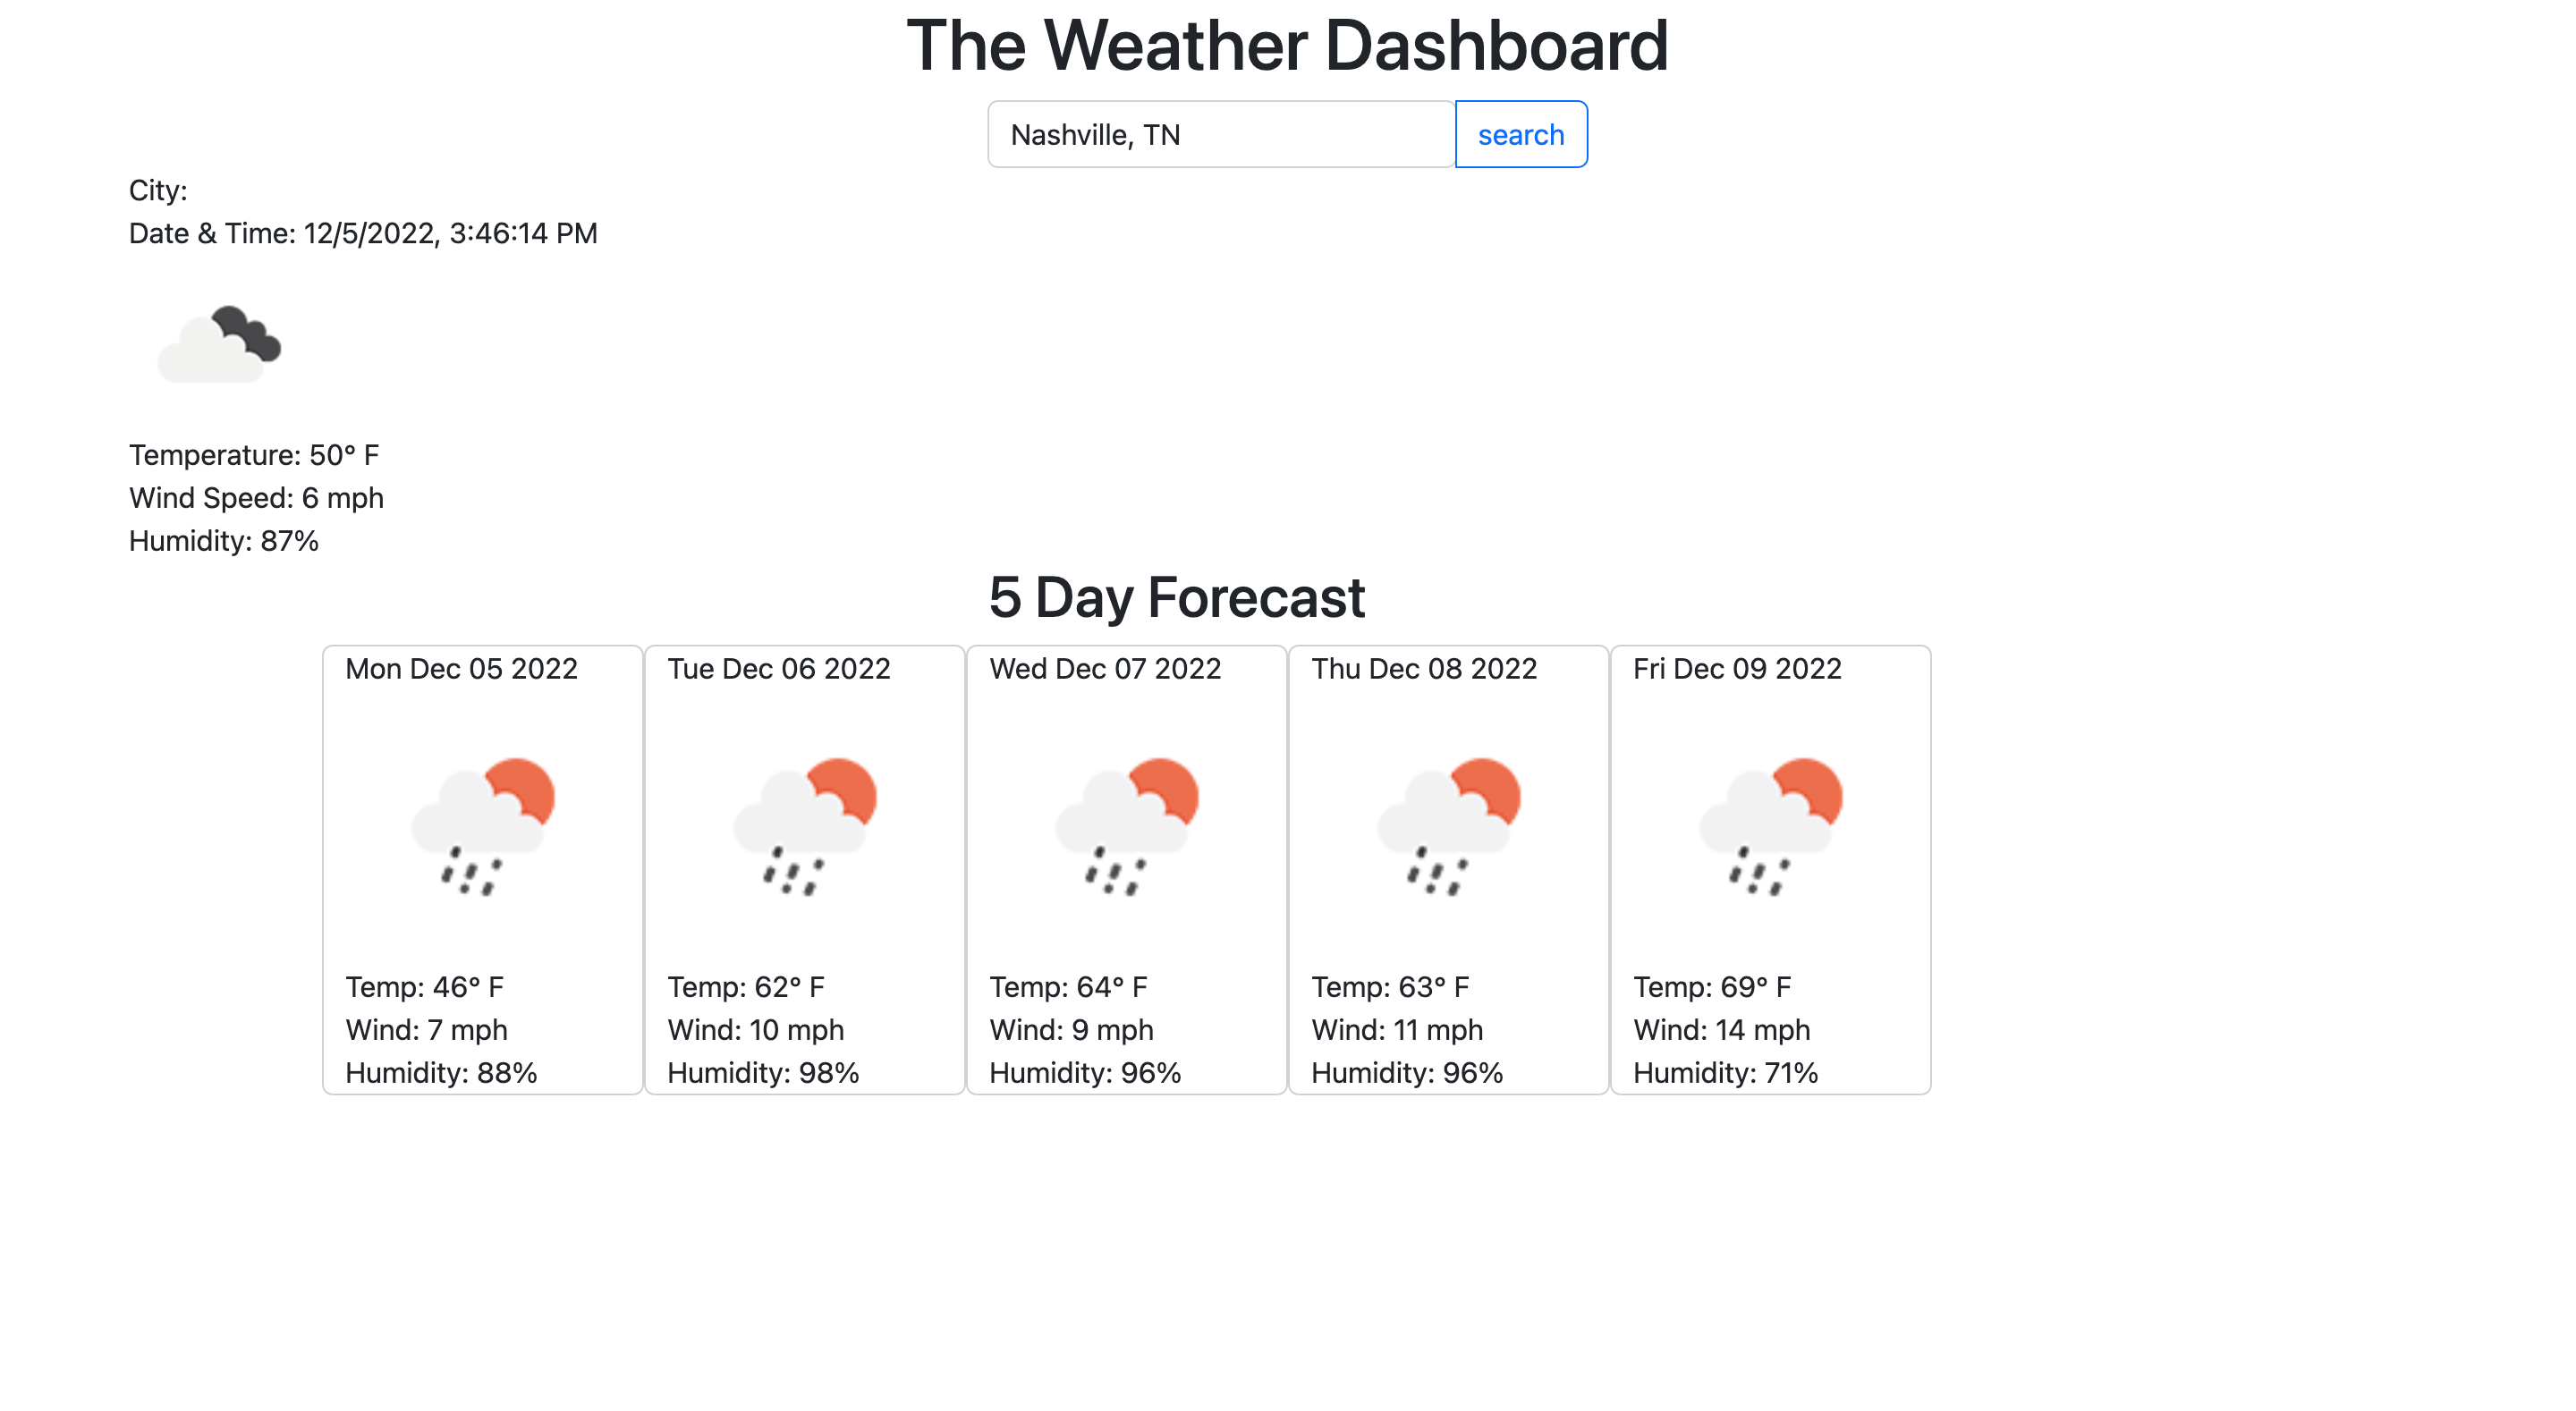 The Weather Dashboard
Nashville, TN
search
City:
Date & Time: 12/5/2022, 3:46:14 PM
Temperature: 50° F
Wind Speed: 6 mph
Humidity: 87%
5 Day Forecast
Mon Dec 05 2022
Temp: 46° F
Wind: 7 mph
Humidity: 88%
Tue Dec 06 2022
Temp: 62° F
Wind: 10 mph
Humidity: 98%
Wed Dec 07 2022
Temp: 64° F
Wind: 9 mph
Humidity: 96%
Thu Dec 08 2022
Temp: 63° F
Wind: 11 mph
Humidity: 96%
Fri Dec 09 2022
Temp: 69° F
Wind: 14 mph
Humidity: 71%